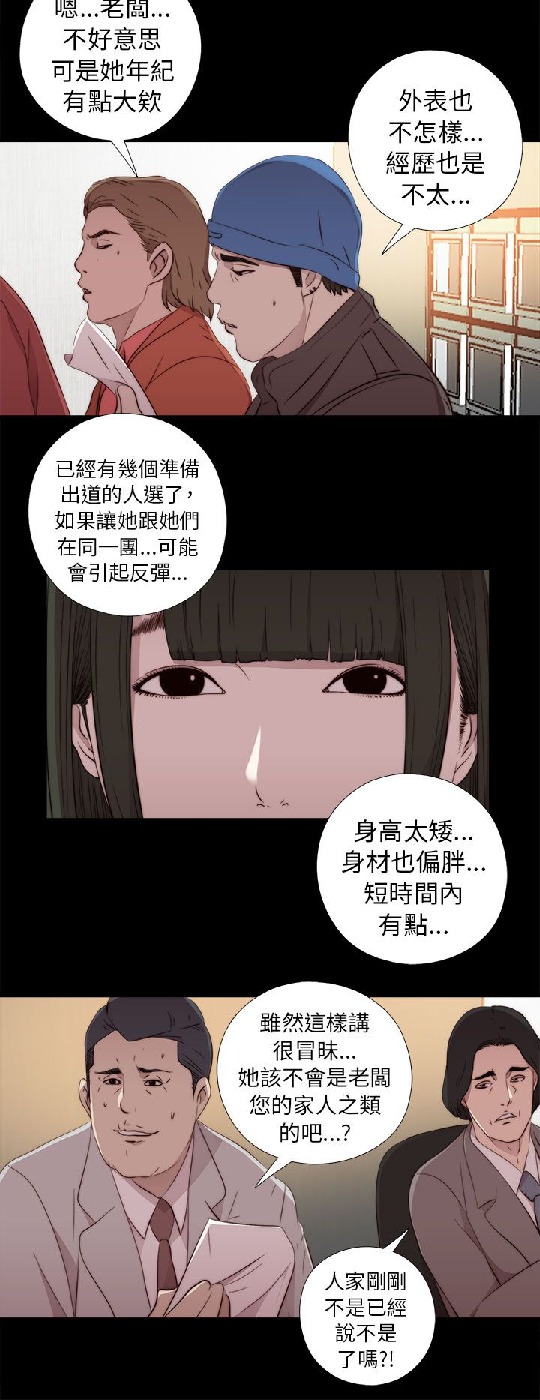 嗯...老闆...
不好意思
可是她年紀
有點大欸
外表也
不怎樣...
經歷也是
不太...
已經有幾個準備
出道的人選了，
如果讓她跟她們
在同一團...可能
會引起反彈...
身高太矮...
身材也偏胖...
短時間內
有點...
雖然這樣講
很冒昧...
她該不會是老闆
您的家人之類
的吧...?
人家剛剛
不是已經
說不是
了嗎?!